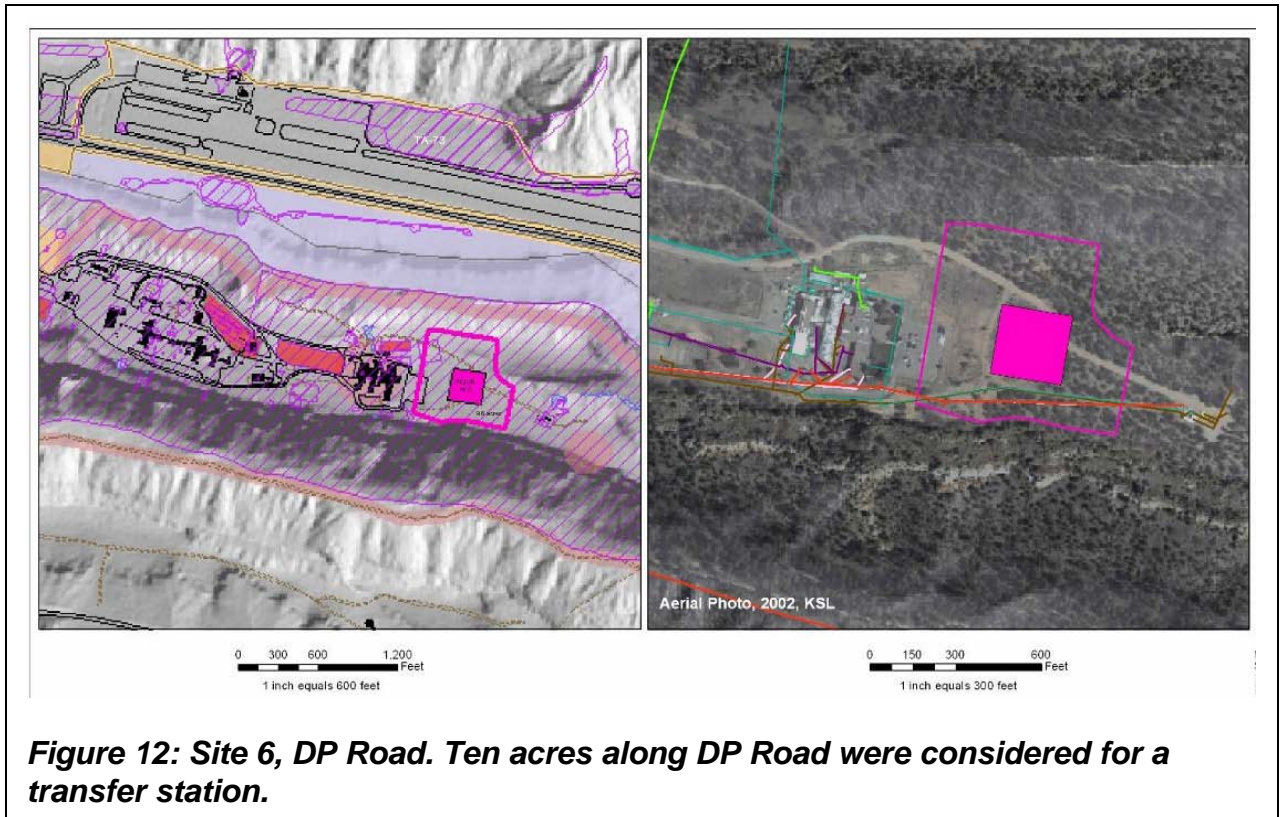 TA-73
Aerial Photo, 2002, KSL
0 300 600 1,200
Feet
1 inch equals 600 feet
0 150 300 600
Feet
1 inch equals 300 feet
Figure 12: Site 6, DP Road. Ten acres along DP Road were considered for a
transfer station.